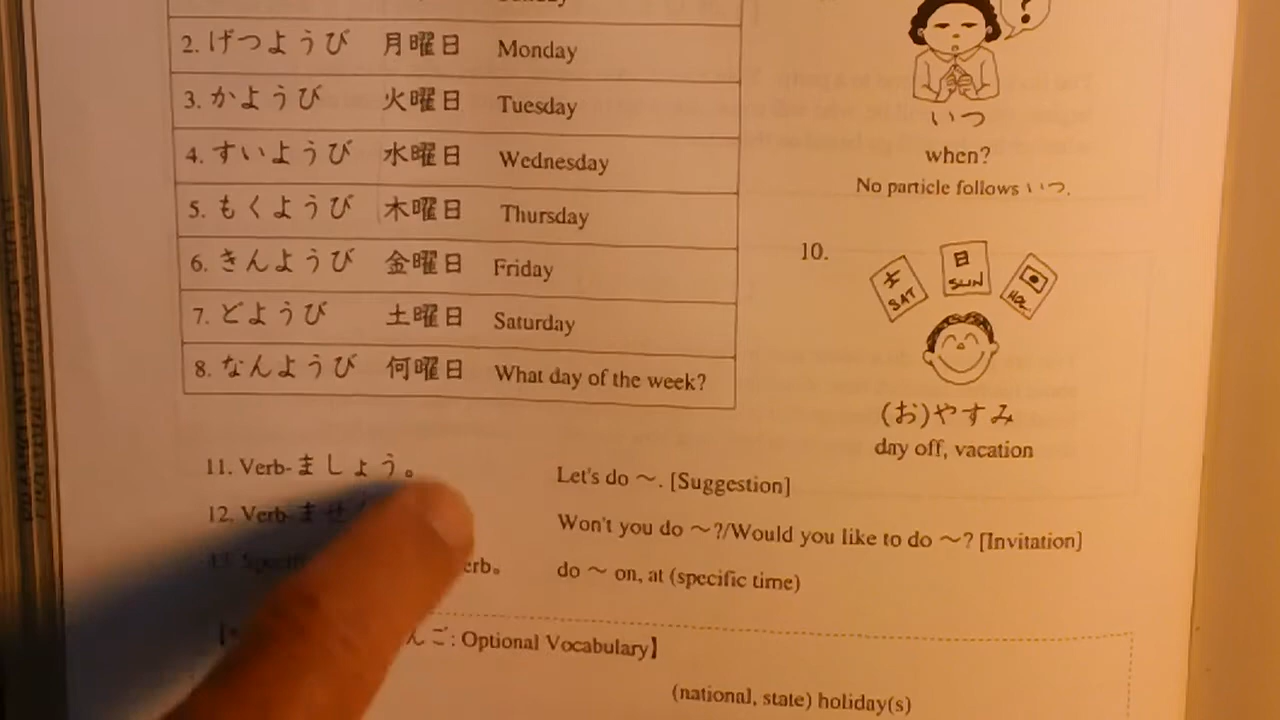 2. げつようび 月曜日 Monday
3. かようび 火曜日 Tuesday
4. すいようび 水曜日 Wednesday
5. もくようび 木曜日 Thursday
6. きんようび 金曜日 Friday
7. どようび 土曜日 Saturday
8. なんようび 何曜日 What day of the week?
?
いつ
when?
No particle follows いつ.
10.
土 SAT
日 SUN
HOL
(お)やすみ
day off, vacation
11. Verb-ましょう。 Let's do ～. [Suggestion]
12. Verb-ませ Won't you do ～?/Would you like to do ～? [Invitation]
do ～ on, at (specific time)
んご: Optional Vocabulary】
(national, state) holiday(s)